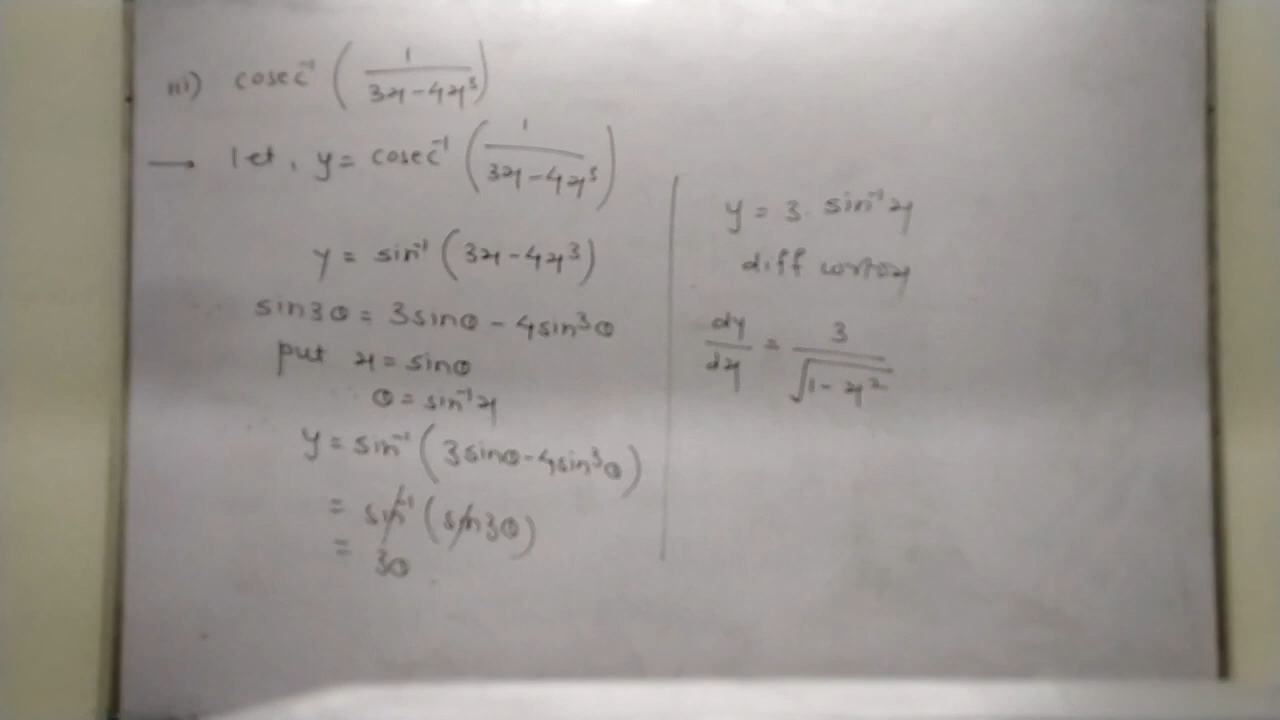 iii) cosec⁻¹ (1/(3x-4x³))
→ let, y = cosec⁻¹ (1/(3x-4x³))
y = sin⁻¹ (3x-4x³)
sin3θ = 3sinθ - 4sin³θ
put x = sinθ
θ = sin⁻¹x
y = sin⁻¹ (3sinθ-4sin³θ)
= sin⁻¹ (sin3θ)
= 3θ
y = 3. sin⁻¹x
diff w.r.to x
dy/dx = 3/√(1-x²)